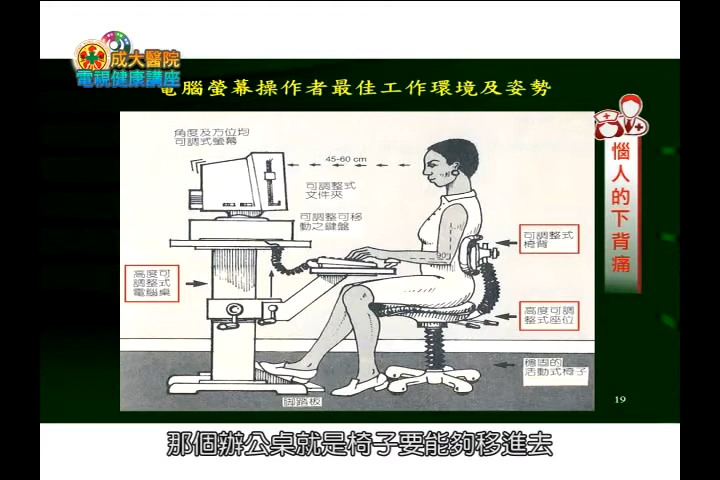 成大醫院
電視健康講座
電腦螢幕操作者最佳工作環境及姿勢
惱人的下背痛
角度及方位均
可調式螢幕
45-60 cm
可調整式
文件夾
可調整可移
動之鍵盤
90°
可調整式
椅背
高度可
調整式
電腦桌
高度可調
整式座位
穩固的
活動式椅子
腳踏板
19
那個辦公桌就是椅子要能夠移進去